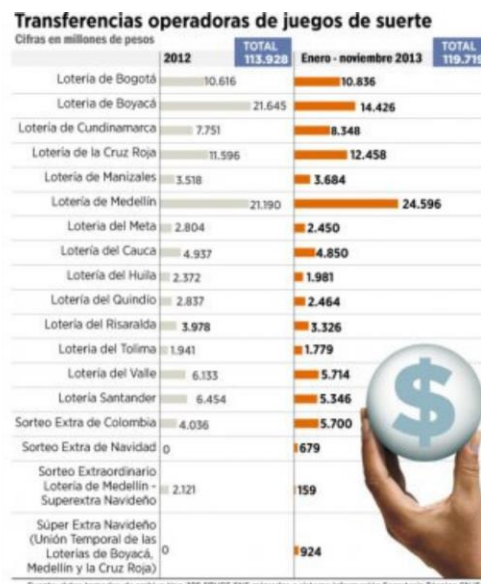 Transferencias operadoras de juegos de suerte
Cifras en millones de pesos
2012 TOTAL 113.928 Enero - noviembre 2013 TOTAL 119.719
Lotería de Bogotá 10.616 10.836
Lotería de Boyacá 21.645 14.426
Lotería de Cundinamarca 7.751 8.348
Lotería de la Cruz Roja 11.596 12.458
Lotería de Manizales 3.518 3.684
Lotería de Medellín 21.190 24.596
Lotería del Meta 2.804 2.450
Lotería del Cauca 4.937 4.850
Lotería del Huila 2.372 1.981
Lotería del Quindío 2.837 2.464
Lotería del Risaralda 3.978 3.326
Lotería del Tolima 1.941 1.779
Lotería del Valle 6.133 5.714
Lotería Santander 6.454 5.346
Sorteo Extra de Colombia 4.036 5.700
Sorteo Extra de Navidad 0 679
Sorteo Extraordinario
Lotería de Medellín - 2.121 159
Superextra Navideño
Súper Extra Navideño
(Unión Temporal de las
Loterías de Boyacá, 0 924
Medellín y la Cruz Roja)
$